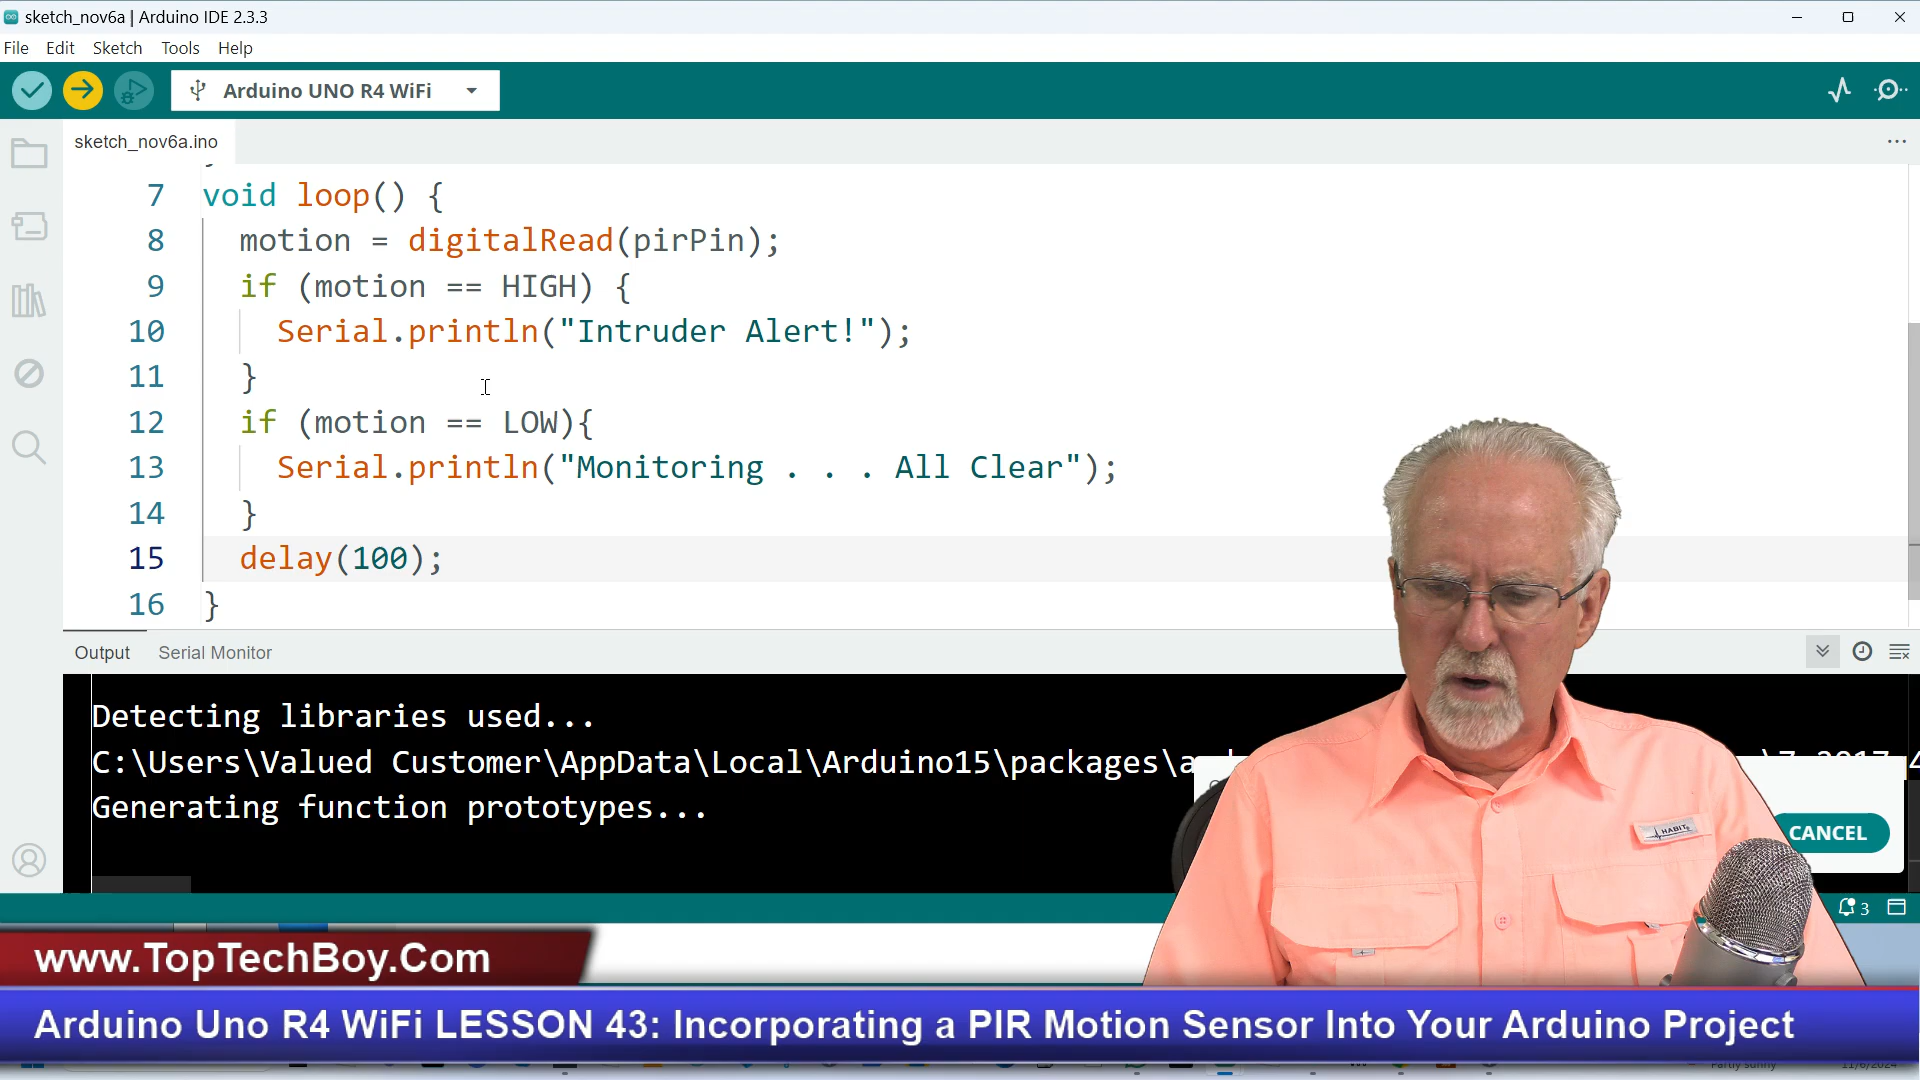 sketch_nov6a | Arduino IDE 2.3.3
File Edit Sketch Tools Help
Arduino UNO R4 WiFi
sketch_nov6a.ino
7 void loop() {
8 motion = digitalRead(pirPin);
9 if (motion == HIGH) {
10 Serial.println("Intruder Alert!");
11 }
12 if (motion == LOW){
13 Serial.println("Monitoring . . . All Clear");
14 }
15 delay(100);
16 }
Output Serial Monitor
Detecting libraries used...
C:\Users\Valued Customer\AppData\Local\Arduino15\packages\a
Generating function prototypes...
HABIT
CANCEL
3
www.TopTechBoy.Com
Arduino Uno R4 WiFi LESSON 43: Incorporating a PIR Motion Sensor Into Your Arduino Project